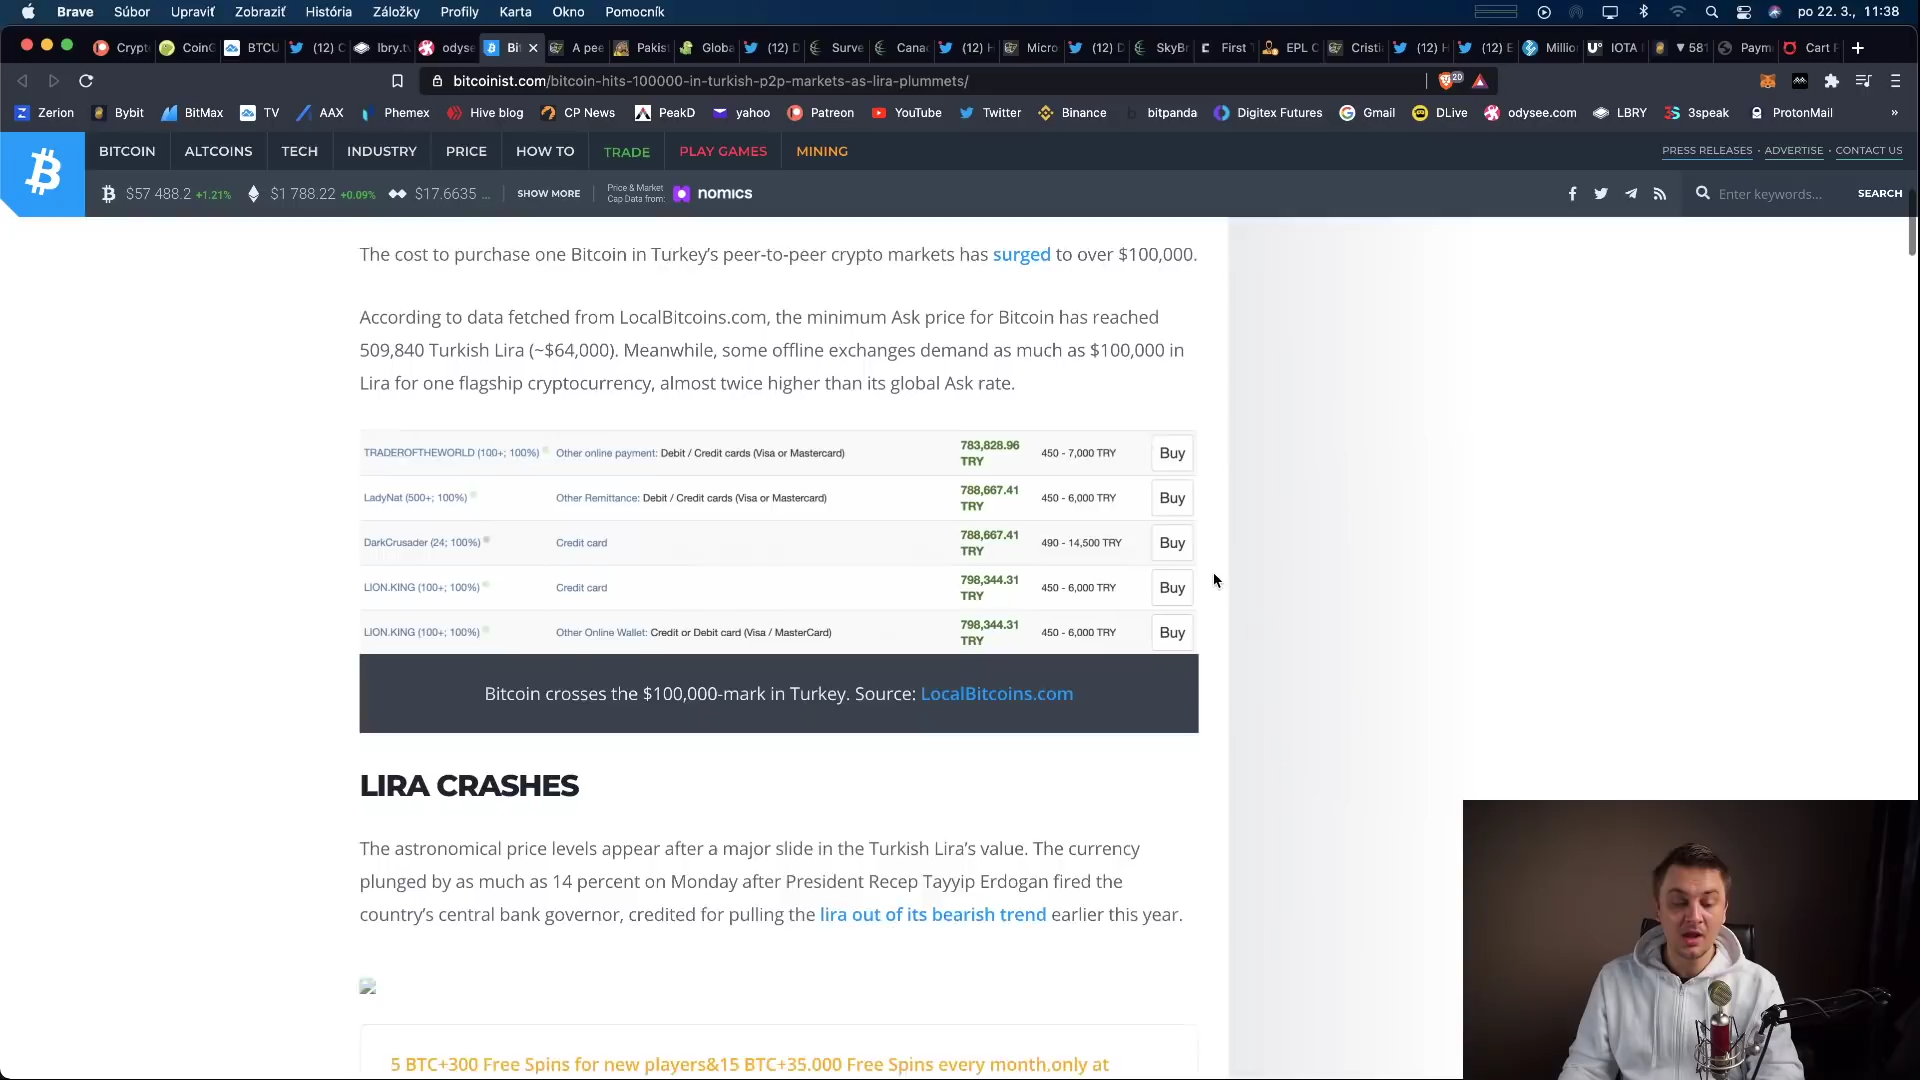 Brave Súbor Upraviť Zobraziť História Záložky Profily Karta Okno Pomocník po 22. 3., 11:38
Crypt CoinG BTCU (12) C lbry.tv odyse Bi A pee Pakis Globa (12) D Surve Canac (12) H Micro (12) D SkyBr First T EPL C Cristi (12) H (12) E Millio IOTA ▼ 581 Paym Cart F
bitcoinist.com/bitcoin-hits-100000-in-turkish-p2p-markets-as-lira-plummets/ 20
Zerion Bybit BitMax TV AAX Phemex Hive blog CP News PeakD yahoo Patreon YouTube Twitter Binance bitpanda Digitex Futures Gmail DLive odysee.com LBRY 3speak ProtonMail »
BITCOIN ALTCOINS TECH INDUSTRY PRICE HOW TO TRADE PLAY GAMES MINING PRESS RELEASES · ADVERTISE · CONTACT US
$57 488.2 +1.21% $1 788.22 +0.09% $17.6635 ... SHOW MORE Price & Market Cap Data from: nomics Enter keywords... SEARCH
The cost to purchase one Bitcoin in Turkey’s peer-to-peer crypto markets has surged to over $100,000.
According to data fetched from LocalBitcoins.com, the minimum Ask price for Bitcoin has reached
509,840 Turkish Lira (~$64,000). Meanwhile, some offline exchanges demand as much as $100,000 in
Lira for one flagship cryptocurrency, almost twice higher than its global Ask rate.
TRADEROFTHEWORLD (100+; 100%) Other online payment: Debit / Credit cards (Visa or Mastercard) 783,828.96 TRY 450 - 7,000 TRY Buy
LadyNat (500+; 100%) Other Remittance: Debit / Credit cards (Visa or Mastercard) 788,667.41 TRY 450 - 6,000 TRY Buy
DarkCrusader (24; 100%) Credit card 788,667.41 TRY 490 - 14,500 TRY Buy
LION.KING (100+; 100%) Credit card 798,344.31 TRY 450 - 6,000 TRY Buy
LION.KING (100+; 100%) Other Online Wallet: Credit or Debit card (Visa / MasterCard) 798,344.31 TRY 450 - 6,000 TRY Buy
Bitcoin crosses the $100,000-mark in Turkey. Source: LocalBitcoins.com
LIRA CRASHES
The astronomical price levels appear after a major slide in the Turkish Lira’s value. The currency
plunged by as much as 14 percent on Monday after President Recep Tayyip Erdogan fired the
country’s central bank governor, credited for pulling the lira out of its bearish trend earlier this year.
5 BTC+300 Free Spins for new players&15 BTC+35.000 Free Spins every month,only at